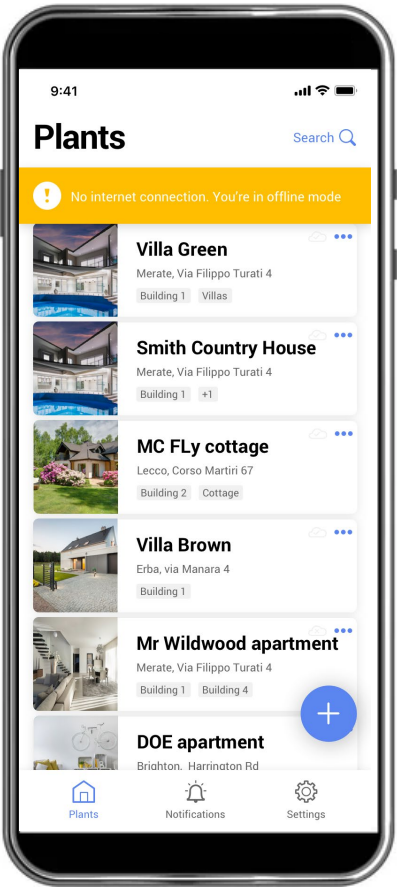 9:41
Plants
Search
No internet connection. You're in offline mode
Villa Green
Merate, Via Filippo Turati 4
Building 1 Villas
Smith Country House
Merate, Via Filippo Turati 4
Building 1 +1
MC FLy cottage
Lecco, Corso Martiri 67
Building 2 Cottage
Villa Brown
Erba, via Manara 4
Building 1
Mr Wildwood apartment
Merate, Via Filippo Turati 4
Building 1 Building 4
DOE apartment
Brighton, Harrington Rd
Plants Notifications Settings